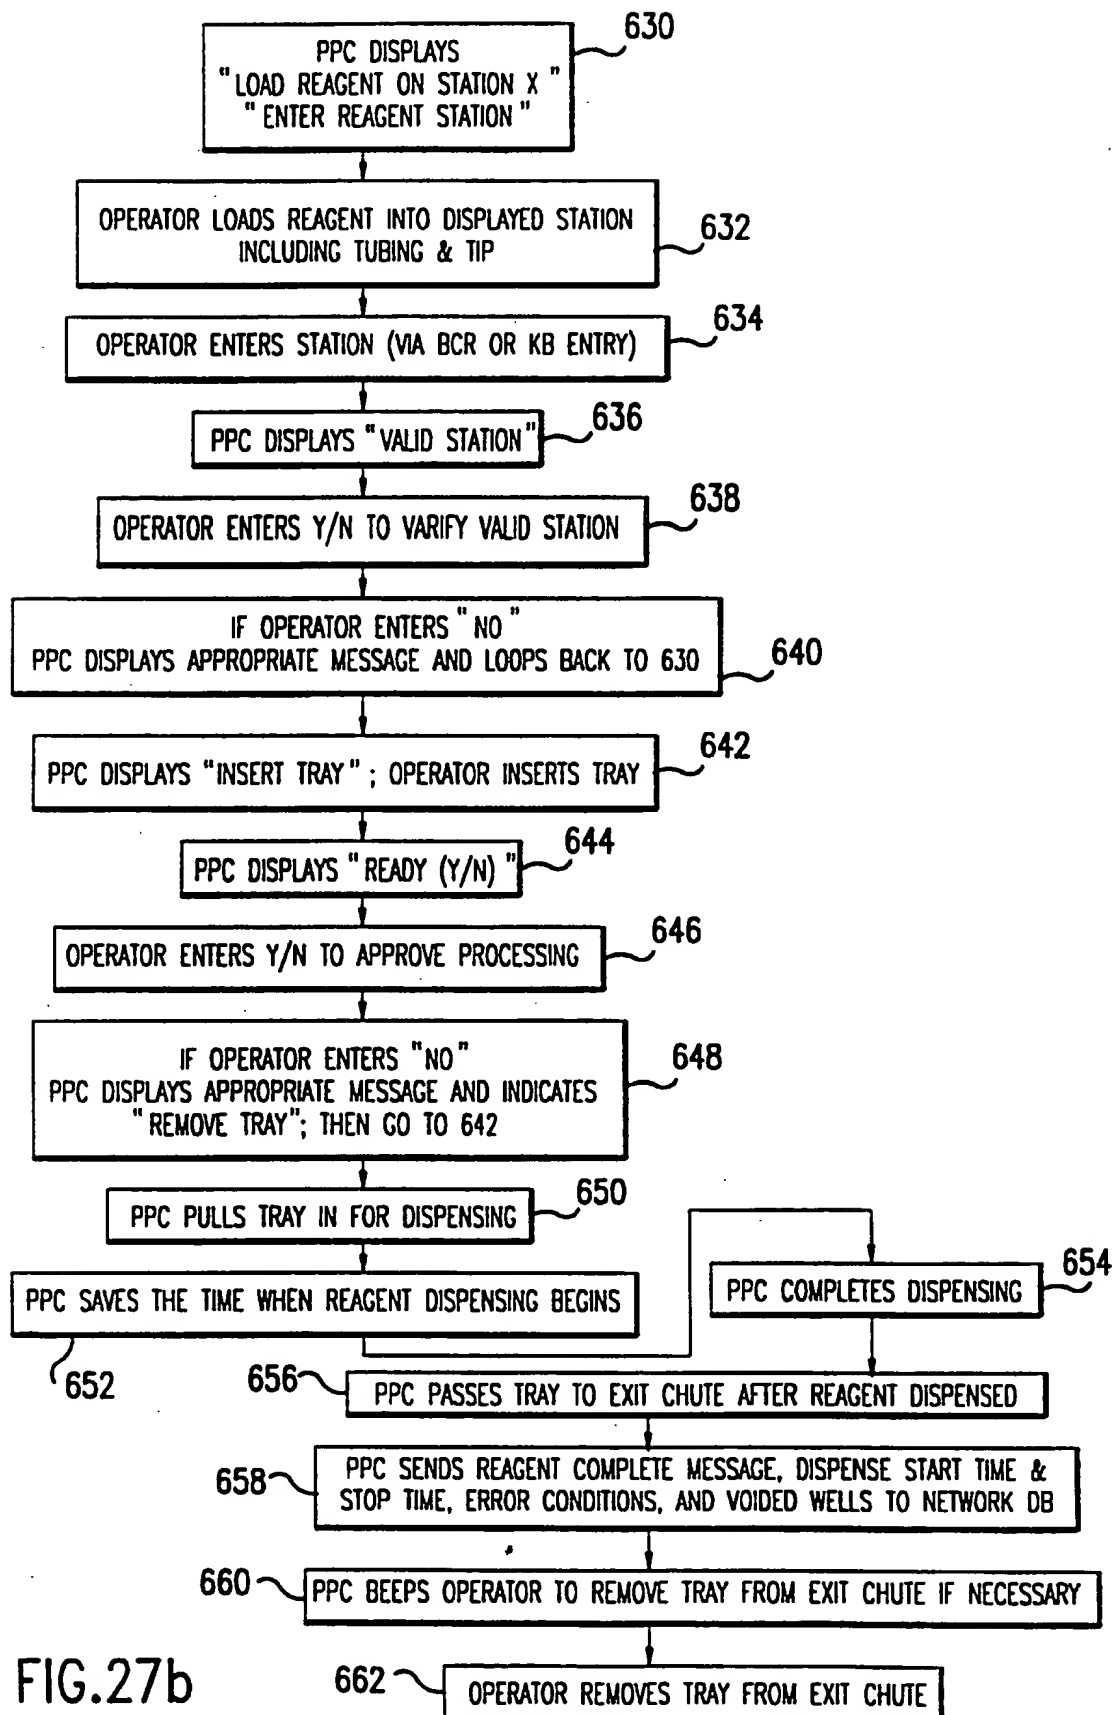 630
PPC DISPLAYS
"LOAD REAGENT ON STATION X"
"ENTER REAGENT STATION"
OPERATOR LOADS REAGENT INTO DISPLAYED STATION
INCLUDING TUBING & TIP
632
OPERATOR ENTERS STATION (VIA BCR OR KB ENTRY)
634
PPC DISPLAYS "VALID STATION"
636
OPERATOR ENTERS Y/N TO VARIFY VALID STATION
638
IF OPERATOR ENTERS "NO"
PPC DISPLAYS APPROPRIATE MESSAGE AND LOOPS BACK TO 630
640
PPC DISPLAYS "INSERT TRAY"; OPERATOR INSERTS TRAY
642
PPC DISPLAYS "READY (Y/N)"
644
OPERATOR ENTERS Y/N TO APPROVE PROCESSING
646
IF OPERATOR ENTERS "NO"
PPC DISPLAYS APPROPRIATE MESSAGE AND INDICATES
"REMOVE TRAY"; THEN GO TO 642
648
PPC PULLS TRAY IN FOR DISPENSING
650
PPC SAVES THE TIME WHEN REAGENT DISPENSING BEGINS
652
PPC COMPLETES DISPENSING
654
656
PPC PASSES TRAY TO EXIT CHUTE AFTER REAGENT DISPENSED
658
PPC SENDS REAGENT COMPLETE MESSAGE, DISPENSE START TIME &
STOP TIME, ERROR CONDITIONS, AND VOIDED WELLS TO NETWORK DB
660
PPC BEEPS OPERATOR TO REMOVE TRAY FROM EXIT CHUTE IF NECESSARY
662
OPERATOR REMOVES TRAY FROM EXIT CHUTE
FIG.27b